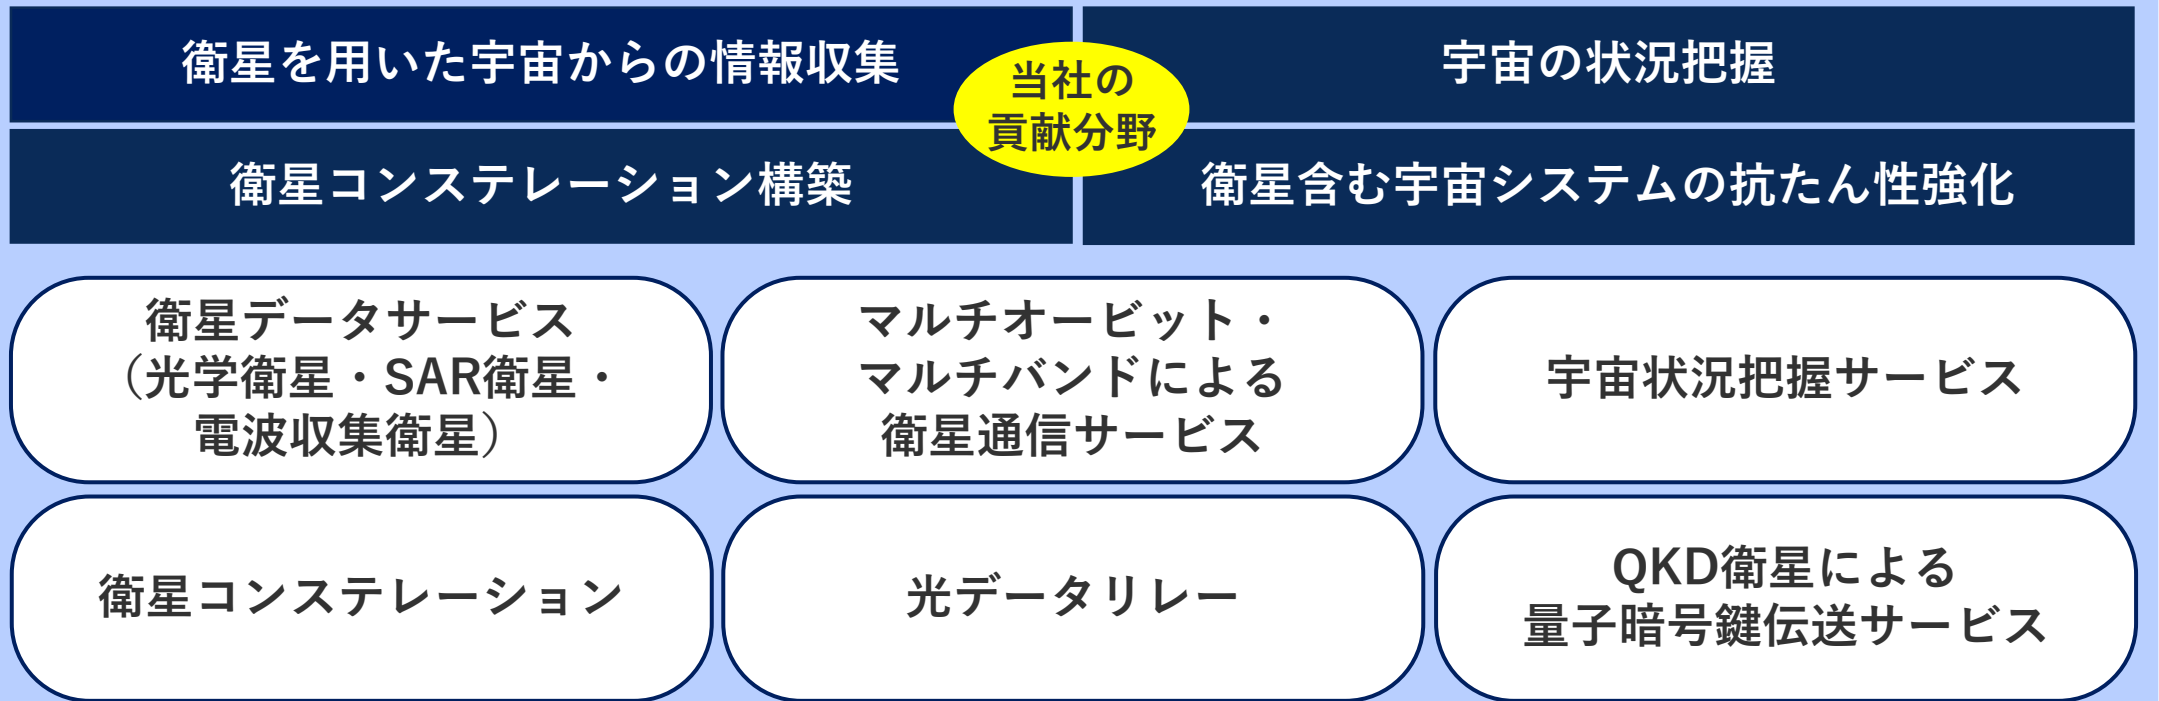 衛星を用いた宇宙からの情報収集
宇宙の状況把握
当社の
貢献分野
衛星コンステレーション構築
衛星含む宇宙システムの抗たん性強化
衛星データサービス
（光学衛星・SAR衛星・
電波収集衛星）
マルチオービット・
マルチバンドによる
衛星通信サービス
宇宙状況把握サービス
衛星コンステレーション
光データリレー
QKD衛星による
量子暗号鍵伝送サービス